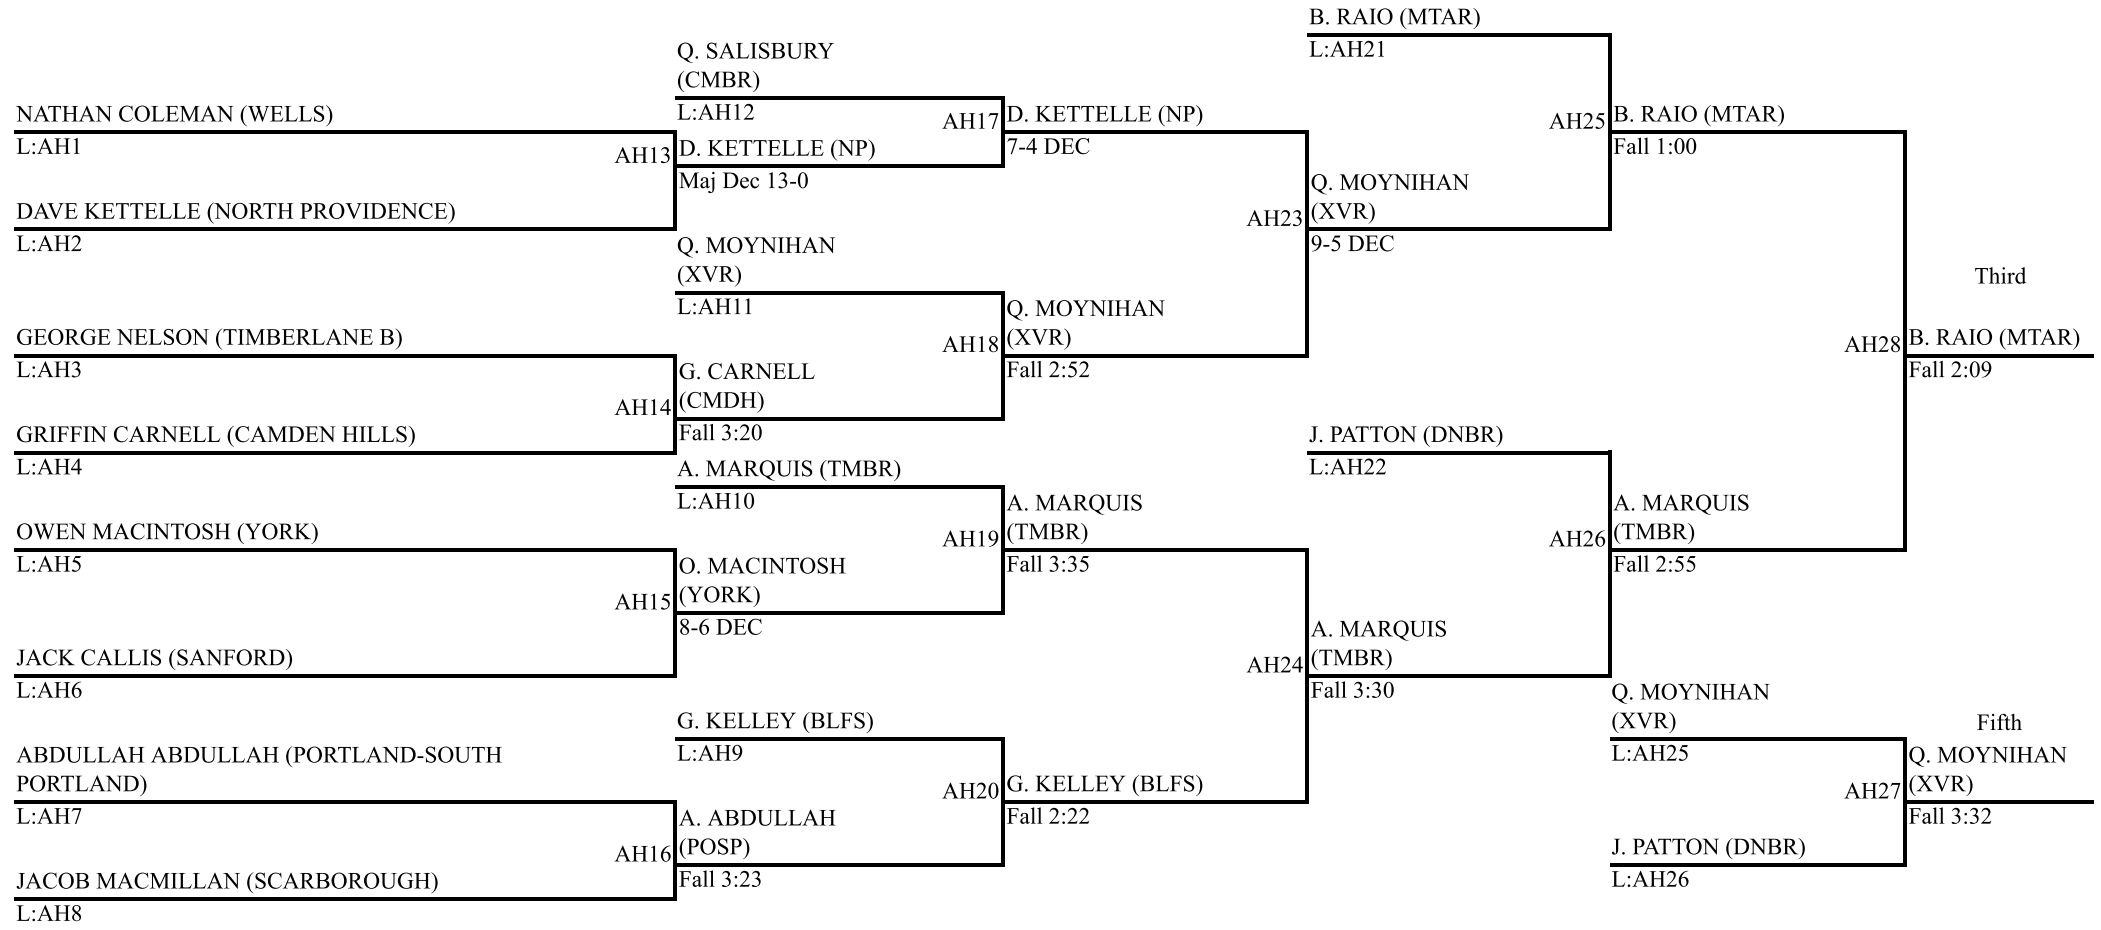 B. RAIO (MTAR)
L:AH21
Q. SALISBURY
(CMBR)
L:AH12
NATHAN COLEMAN (WELLS)
L:AH1
AH13
D. KETTELLE (NP)
Maj Dec 13-0
DAVE KETTELLE (NORTH PROVIDENCE)
L:AH2
AH17
D. KETTELLE (NP)
7-4 DEC
AH25
B. RAIO (MTAR)
Fall 1:00
AH23
Q. MOYNIHAN
(XVR)
9-5 DEC
Q. MOYNIHAN
(XVR)
L:AH11
GEORGE NELSON (TIMBERLANE B)
L:AH3
AH14
G. CARNELL
(CMDH)
Fall 3:20
GRIFFIN CARNELL (CAMDEN HILLS)
L:AH4
AH18
Q. MOYNIHAN
(XVR)
Fall 2:52
Third
AH28
B. RAIO (MTAR)
Fall 2:09
A. MARQUIS (TMBR)
L:AH10
OWEN MACINTOSH (YORK)
L:AH5
AH15
O. MACINTOSH
(YORK)
8-6 DEC
JACK CALLIS (SANFORD)
L:AH6
AH19
A. MARQUIS
(TMBR)
Fall 3:35
J. PATTON (DNBR)
L:AH22
AH26
A. MARQUIS
(TMBR)
Fall 2:55
AH24
A. MARQUIS
(TMBR)
Fall 3:30
G. KELLEY (BLFS)
L:AH9
ABDULLAH ABDULLAH (PORTLAND-SOUTH
PORTLAND)
L:AH7
AH16
A. ABDULLAH
(POSP)
Fall 3:23
JACOB MACMILLAN (SCARBOROUGH)
L:AH8
AH20
G. KELLEY (BLFS)
Fall 2:22
Q. MOYNIHAN
(XVR)
L:AH25
Fifth
AH27
Q. MOYNIHAN
(XVR)
Fall 3:32
J. PATTON (DNBR)
L:AH26